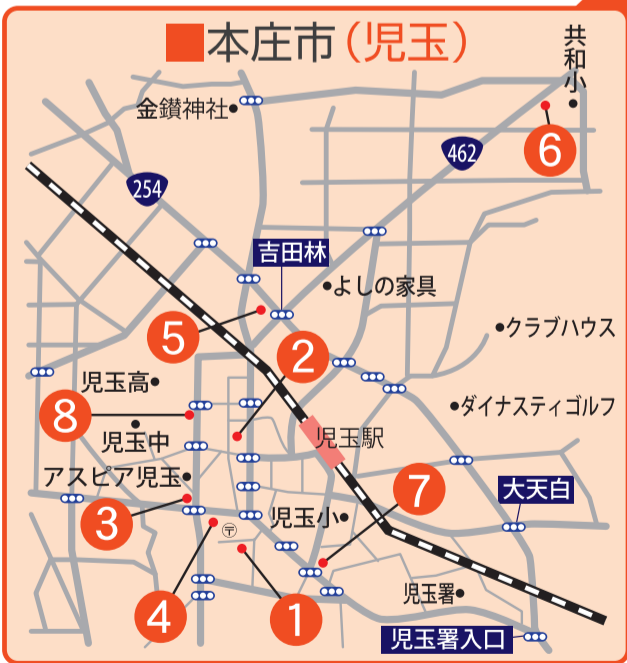 ■本庄市(児玉)
共和小
金鑚神社
462
6
254
吉田林
よしの家具
5
クラブハウス
2
児玉高
8
ダイナスティゴルフ
児玉中
児玉駅
アスピア児玉
7
大天白
3
児玉小
〒
4
1
児玉署
児玉署入口